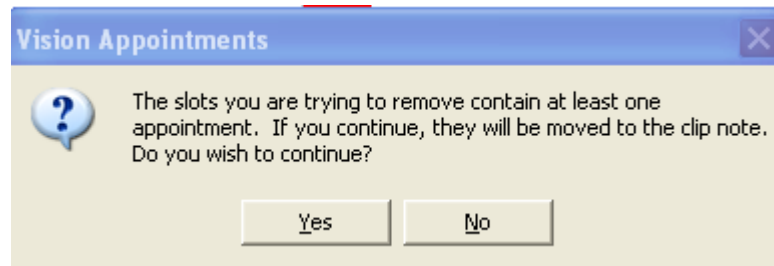 Vision Appointments
The slots you are trying to remove contain at least one
appointment. If you continue, they will be moved to the clip note.
Do you wish to continue?
Yes No